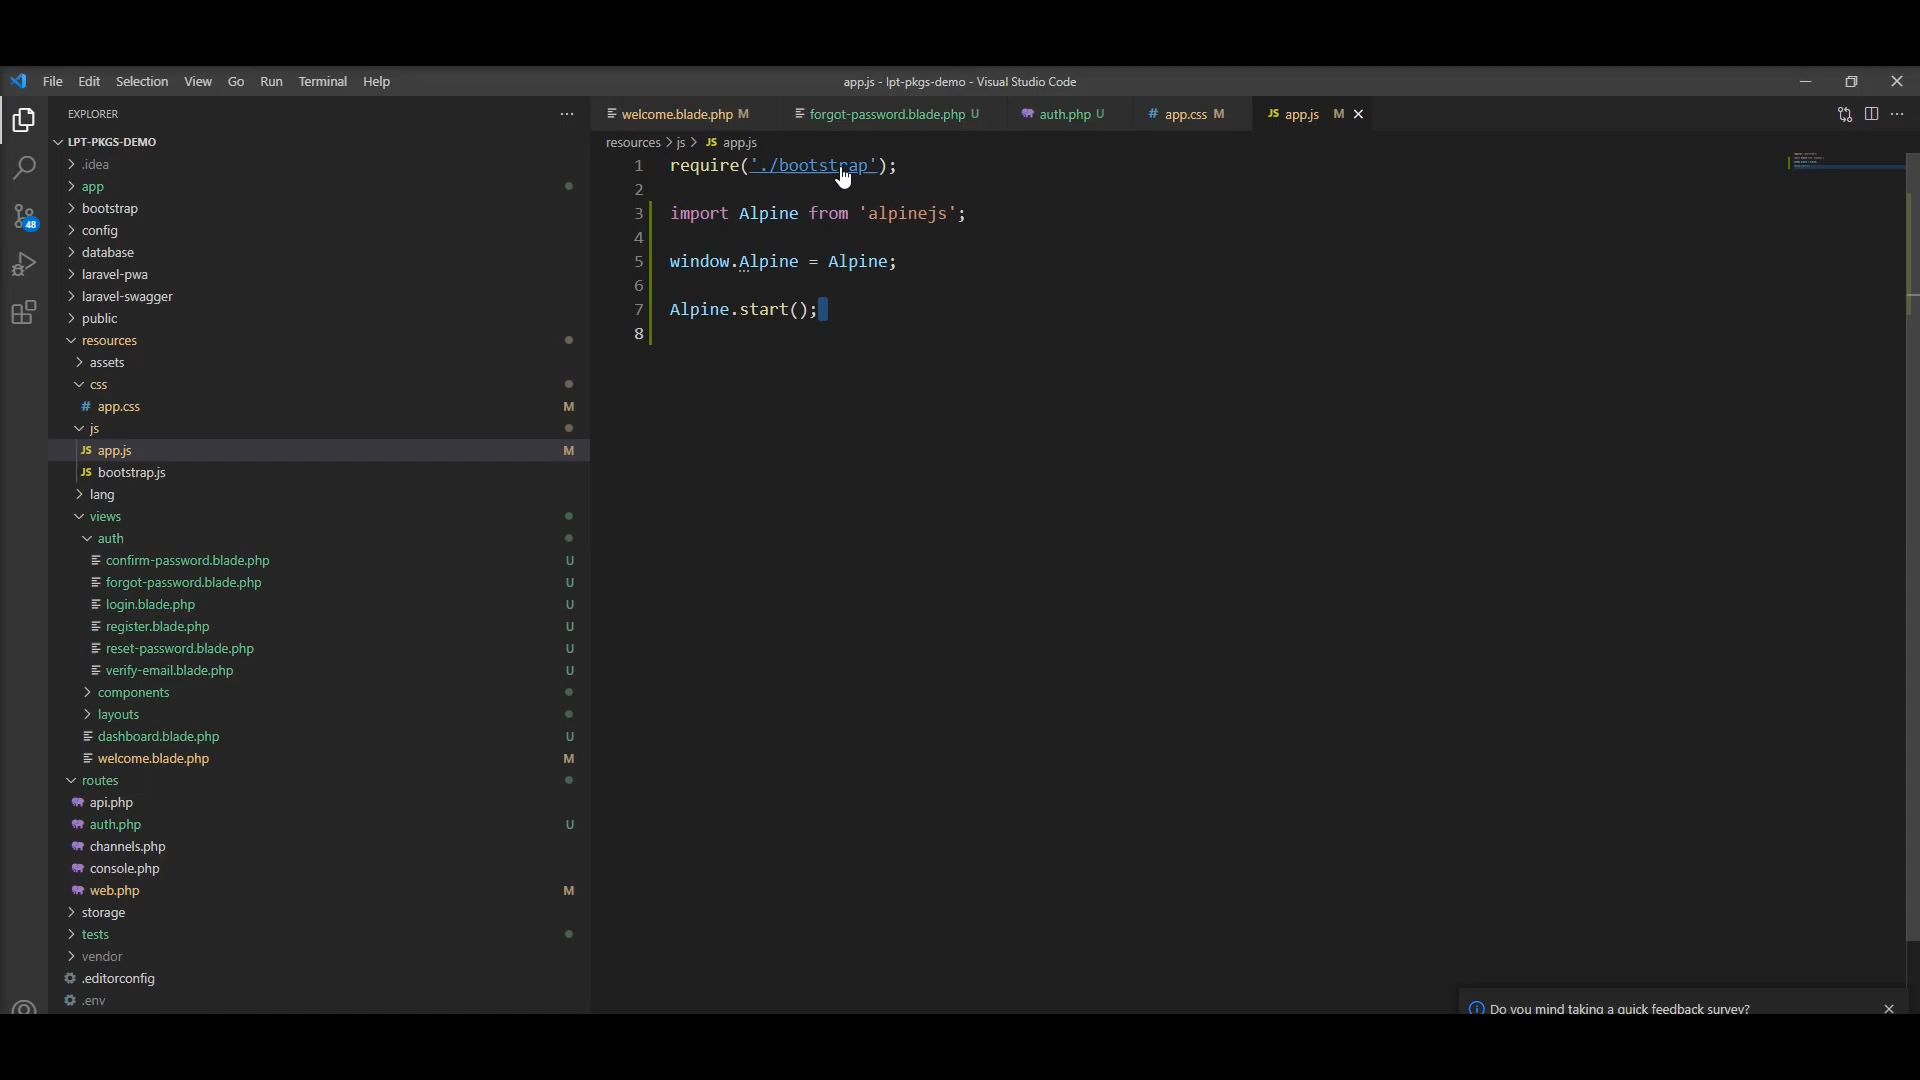 File Edit Selection View Go Run Terminal Help
app.js - lpt-pkgs-demo - Visual Studio Code
EXPLORER
LPT-PKGS-DEMO
.idea
app
bootstrap
config
database
laravel-pwa
laravel-swagger
public
resources
assets
css
app.css M
js
app.js M
bootstrap.js
lang
views
auth
confirm-password.blade.php U
forgot-password.blade.php U
login.blade.php U
register.blade.php U
reset-password.blade.php U
verify-email.blade.php U
components
layouts
dashboard.blade.php U
welcome.blade.php M
routes
api.php
auth.php U
channels.php
console.php
web.php M
storage
tests
vendor
.editorconfig
.env
48
welcome.blade.php M forgot-password.blade.php U auth.php U # app.css M JS app.js M
resources > js > JS app.js
1 require('./bootstrap');
2
3 import Alpine from 'alpinejs';
4
5 window.Alpine = Alpine;
6
7 Alpine.start();
8
Do you mind taking a quick feedback survey?